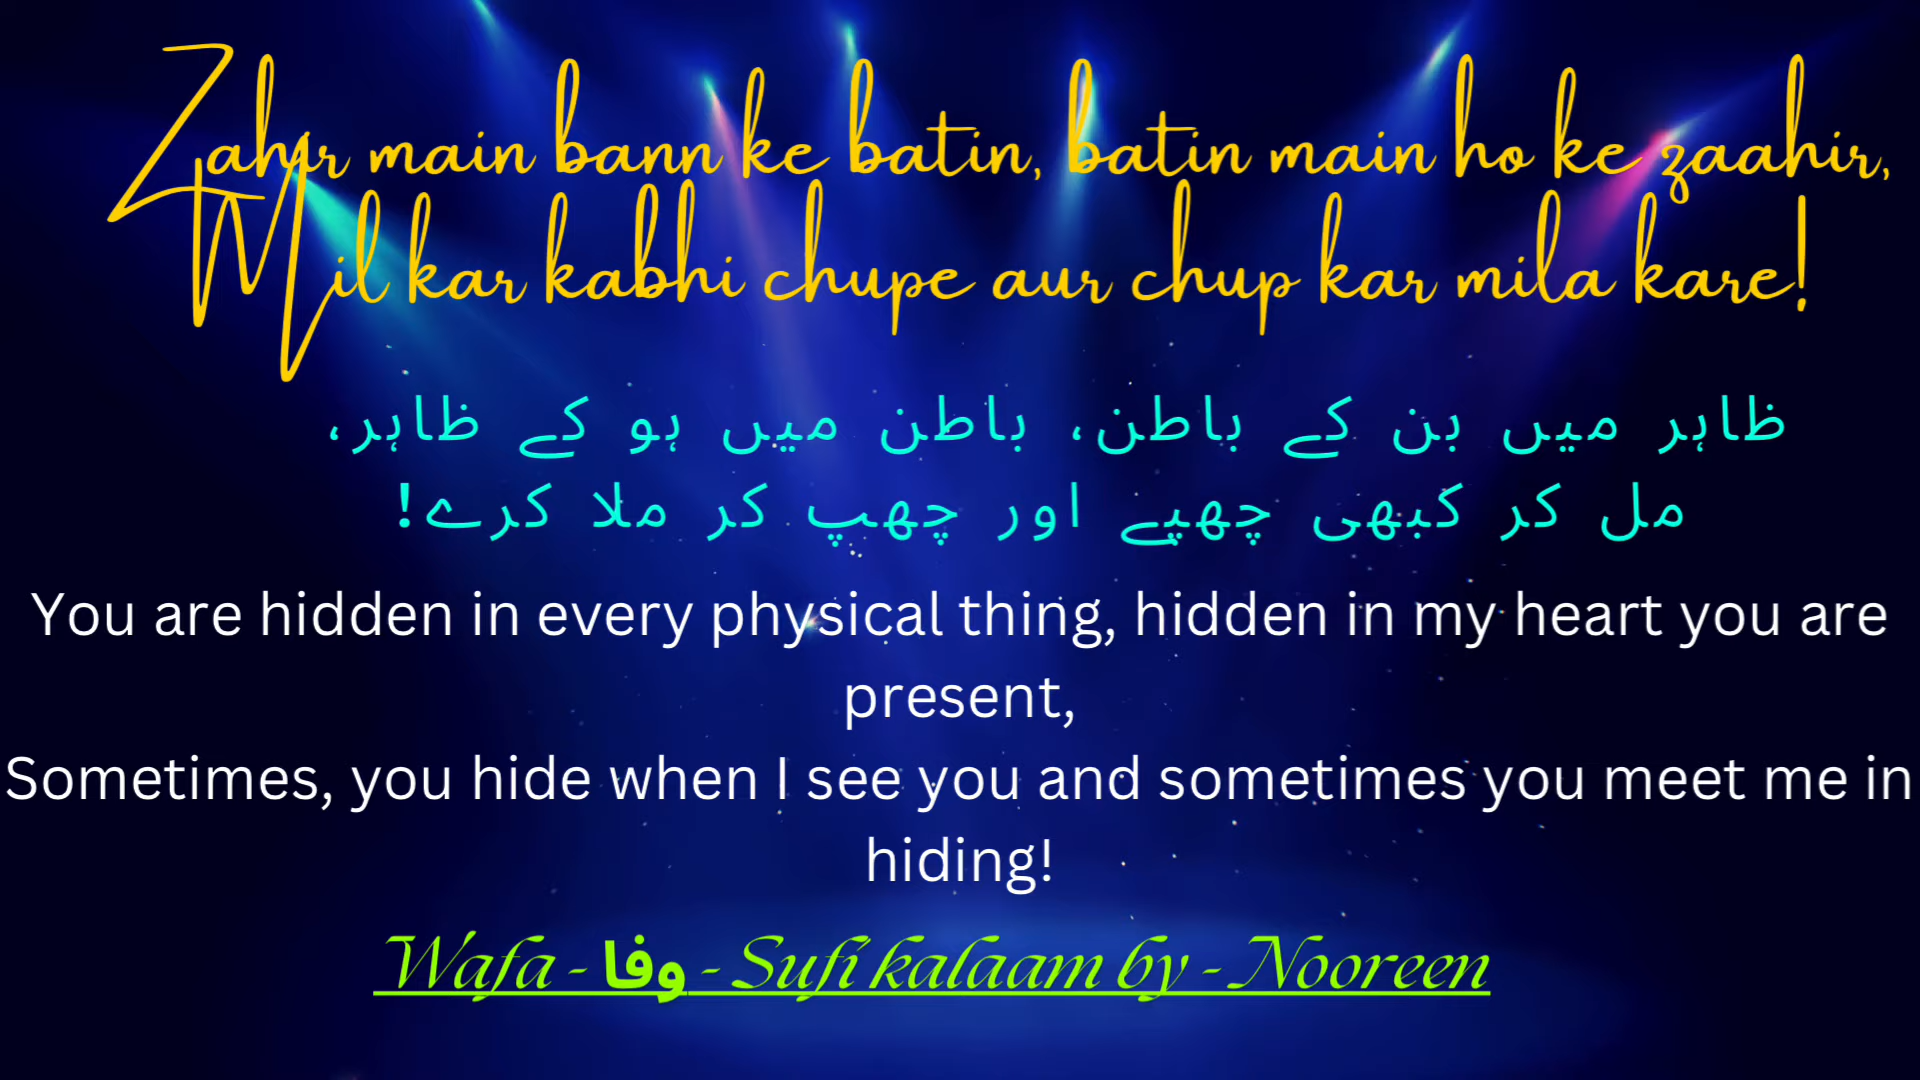 Zahir main bann ke batin, batin main ho ke zaahir,
Mil kar kabhi chupe aur chup kar mila kare!
ظاہر میں بن کے باطن، باطن میں ہو کے ظاہر،
مل کر کبھی چھپے اور چھپ کر ملا کرے!
You are hidden in every physical thing, hidden in my heart you are
present,
Sometimes, you hide when I see you and sometimes you meet me in
hiding!
Wafa - وفا - Sufi kalaam by - Nooreen